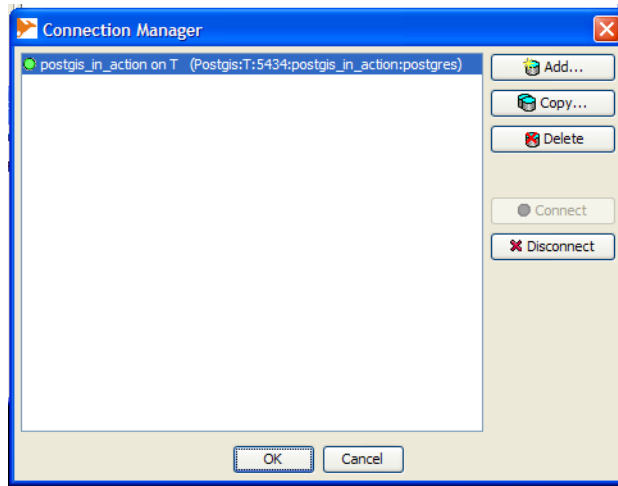 Connection Manager
postgis_in_action on T (Postgis:T:5434:postgis_in_action:postgres)
Add...
Copy...
Delete
Connect
Disconnect
OK
Cancel